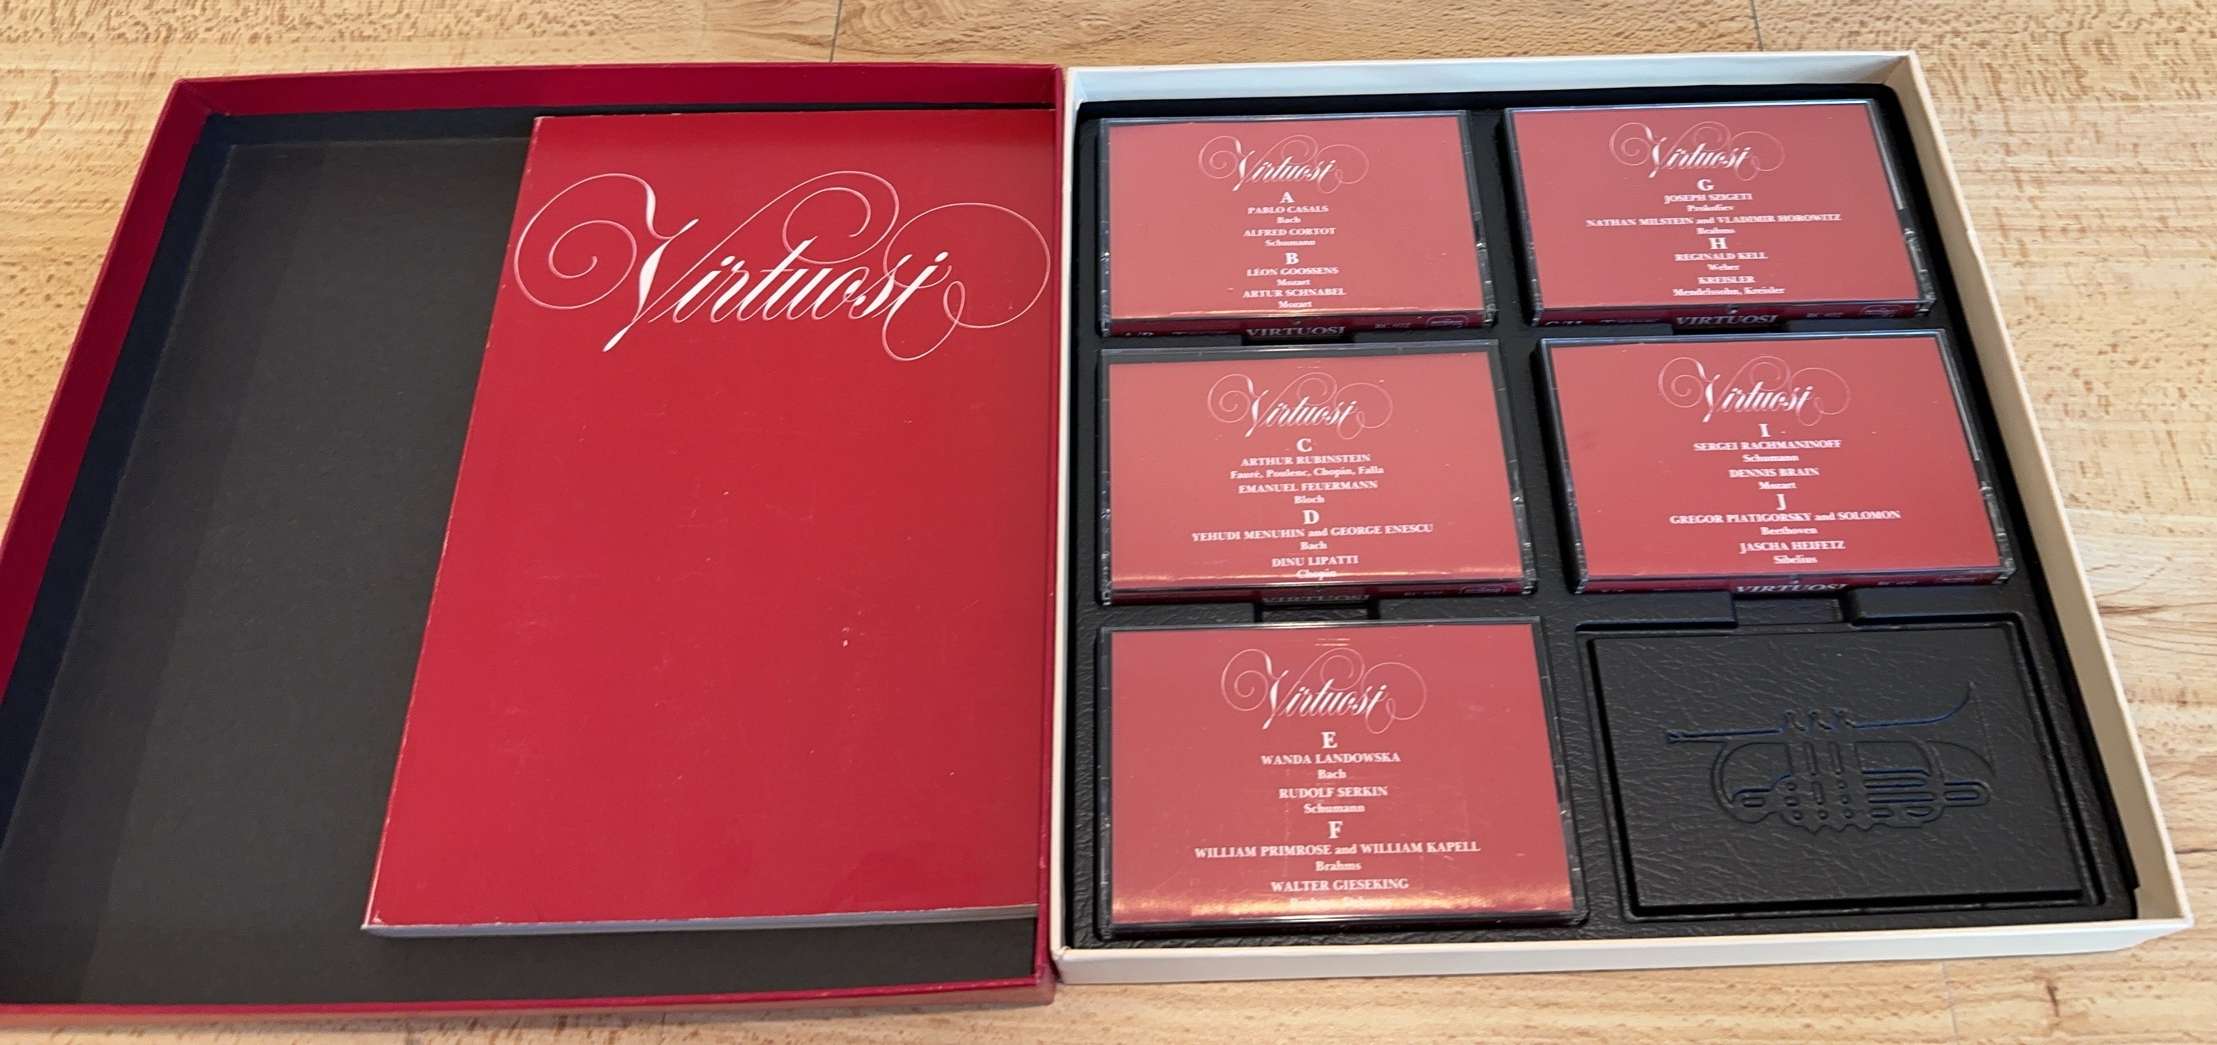 Virtuosi
Virtuosi
A
PABLO CASALS
Bach
ALFRED CORTOT
Schumann
B
LÉON GOOSSENS
Mozart
ARTUR SCHNABEL
Mozart
VIRTUOSI
Virtuosi
C
ARTHUR RUBINSTEIN
Fauré, Poulenc, Chopin, Falla
EMANUEL FEUERMANN
Bloch
D
YEHUDI MENUHIN and GEORGE ENESCU
Bach
DINU LIPATTI
Chopin
VIRTUOSI
Virtuosi
E
WANDA LANDOWSKA
Bach
RUDOLF SERKIN
Schumann
F
WILLIAM PRIMROSE and WILLIAM KAPELL
Brahms
WALTER GIESEKING
Virtuosi
G
JOSEPH SZIGETI
Prokofiev
NATHAN MILSTEIN and VLADIMIR HOROWITZ
Brahms
H
REGINALD KELL
Weber
KREISLER
Mendelssohn, Kreisler
VIRTUOSI
Virtuosi
I
SERGEI RACHMANINOFF
Schumann
DENNIS BRAIN
Mozart
J
GREGOR PIATIGORSKY and SOLOMON
Beethoven
JASCHA HEIFETZ
Sibelius
VIRTUOSI